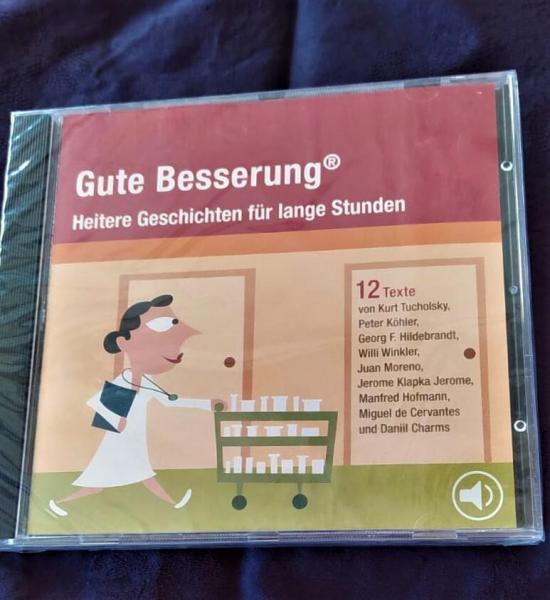 Gute Besserung®
Heitere Geschichten für lange Stunden
12 Texte
von Kurt Tucholsky,
Peter Köhler,
Georg F. Hildebrandt,
Willi Winkler,
Juan Moreno,
Jerome Klapka Jerome,
Manfred Hofmann,
Miguel de Cervantes
und Daniil Charms